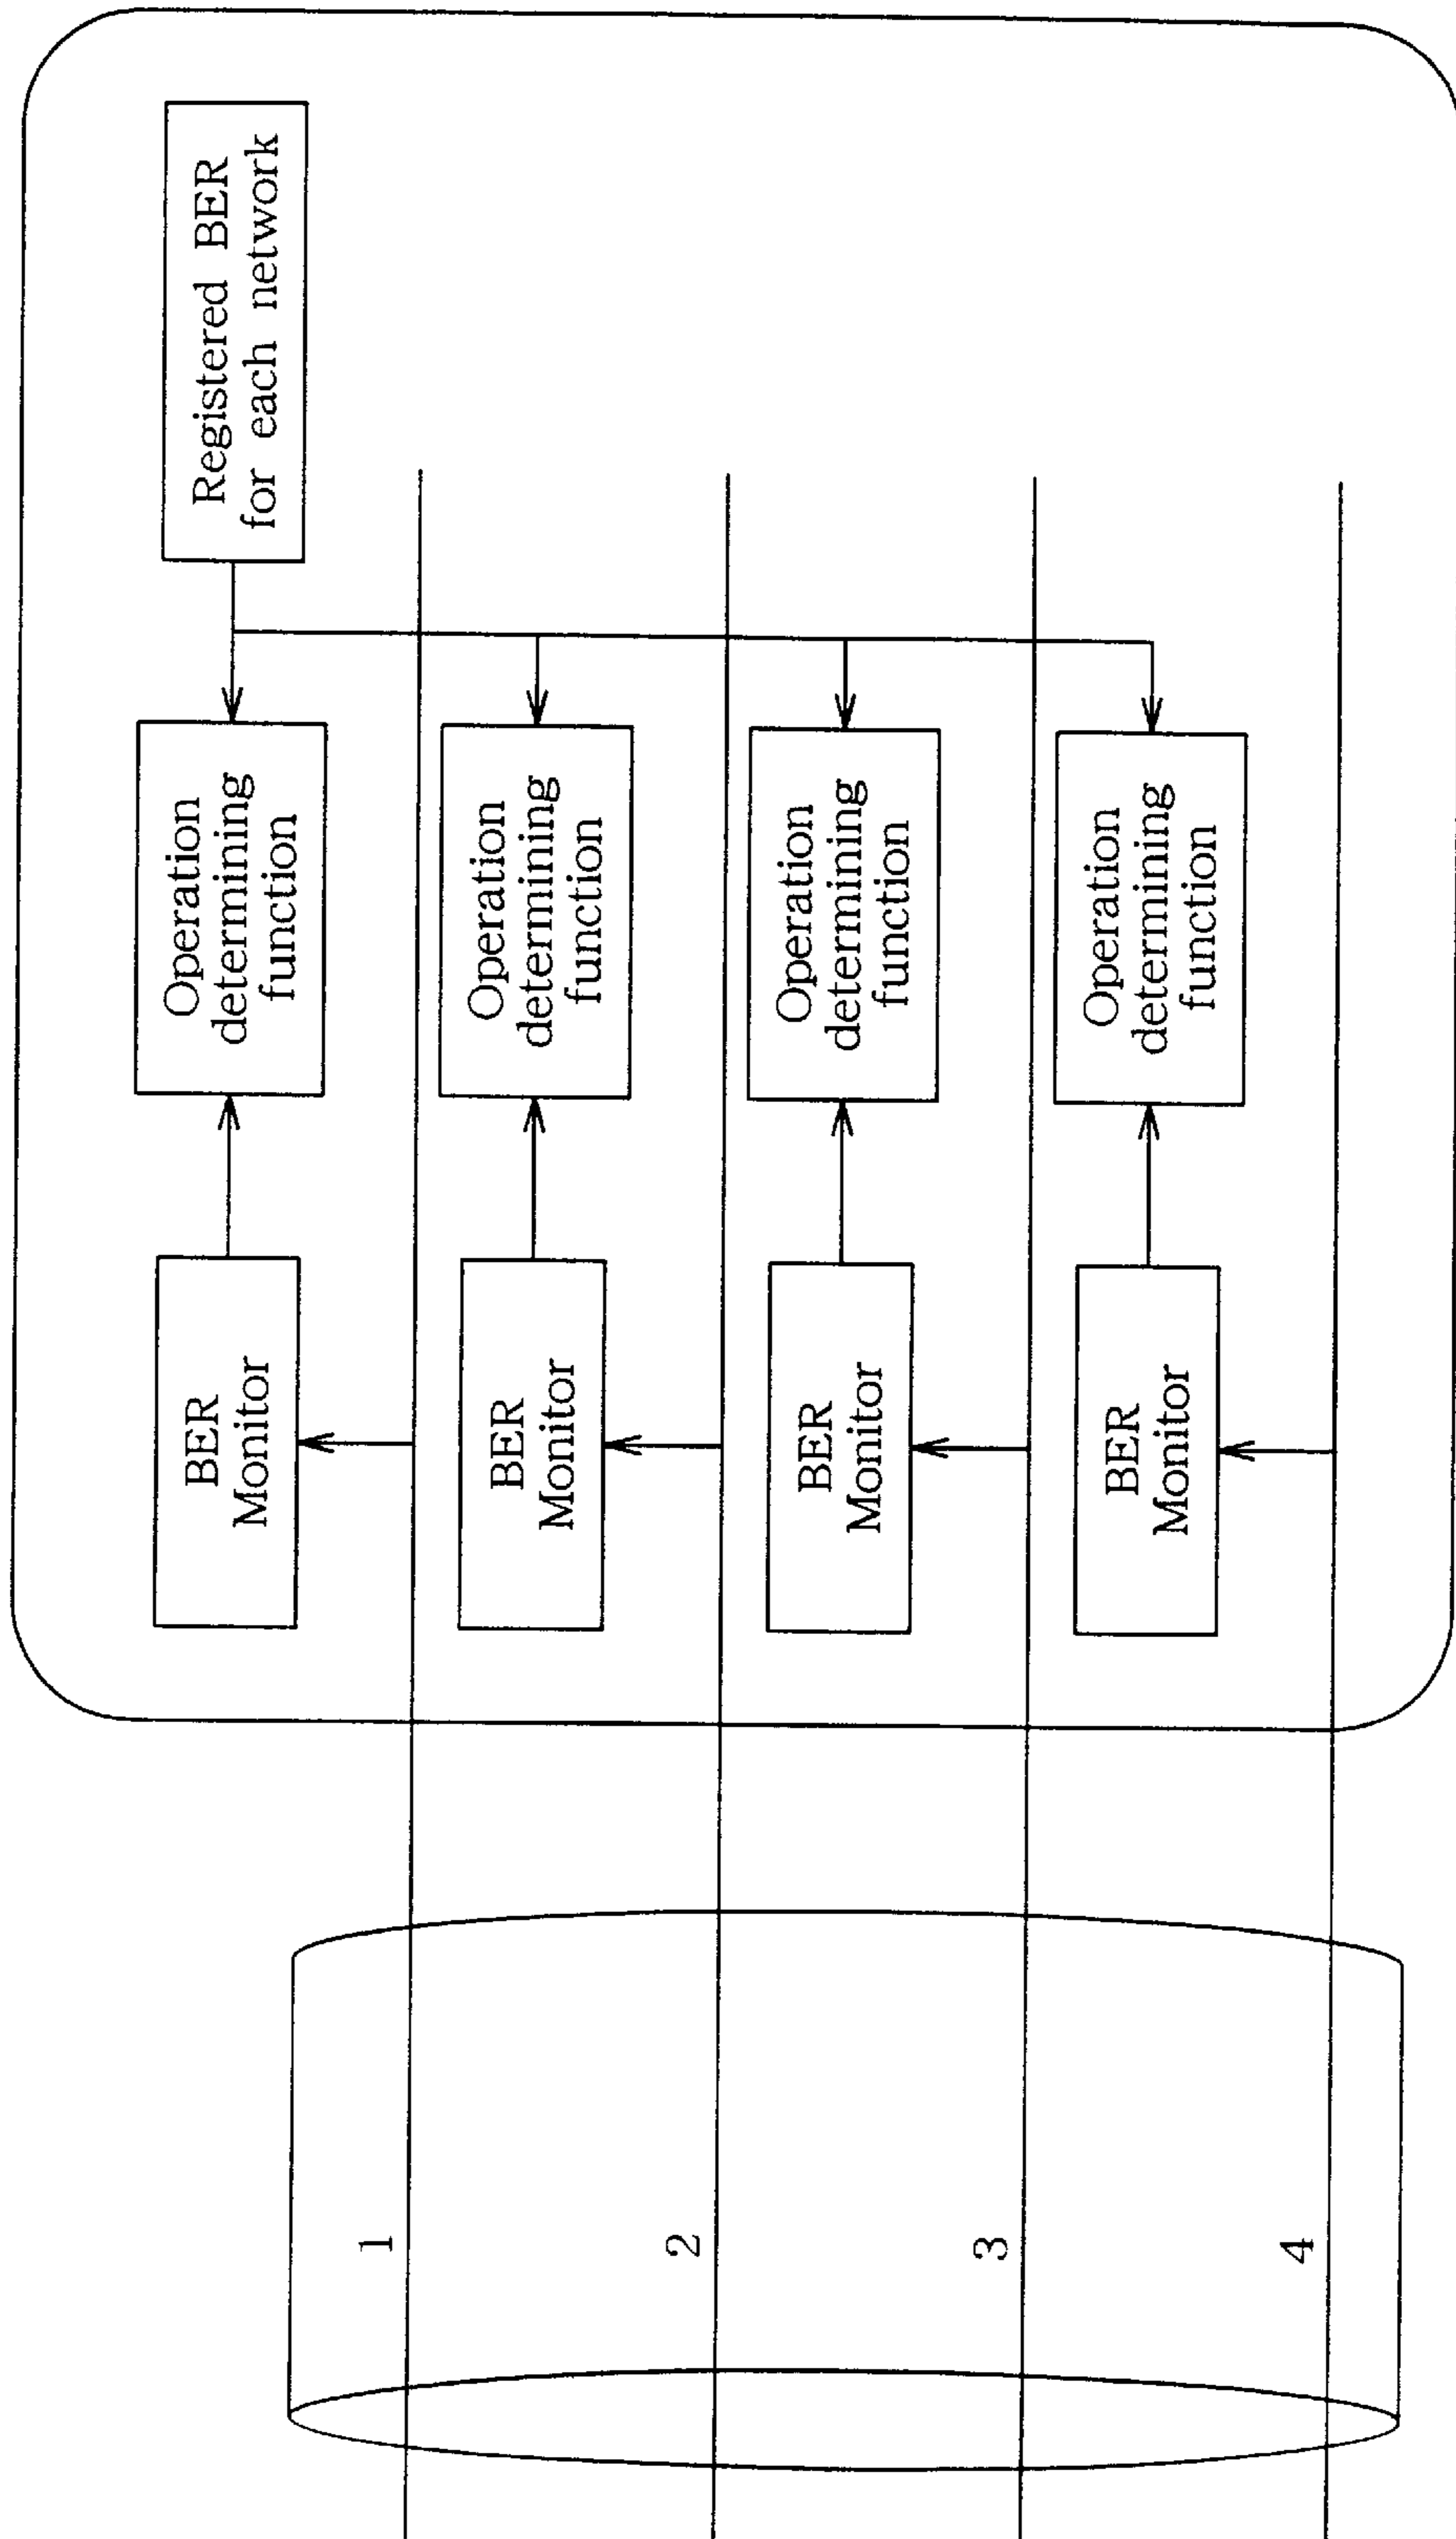 BER
Monitor
Operation
determining
function
Registered BER
for each network
1
BER
Monitor
Operation
determining
function
2
BER
Monitor
Operation
determining
function
3
BER
Monitor
Operation
determining
function
4